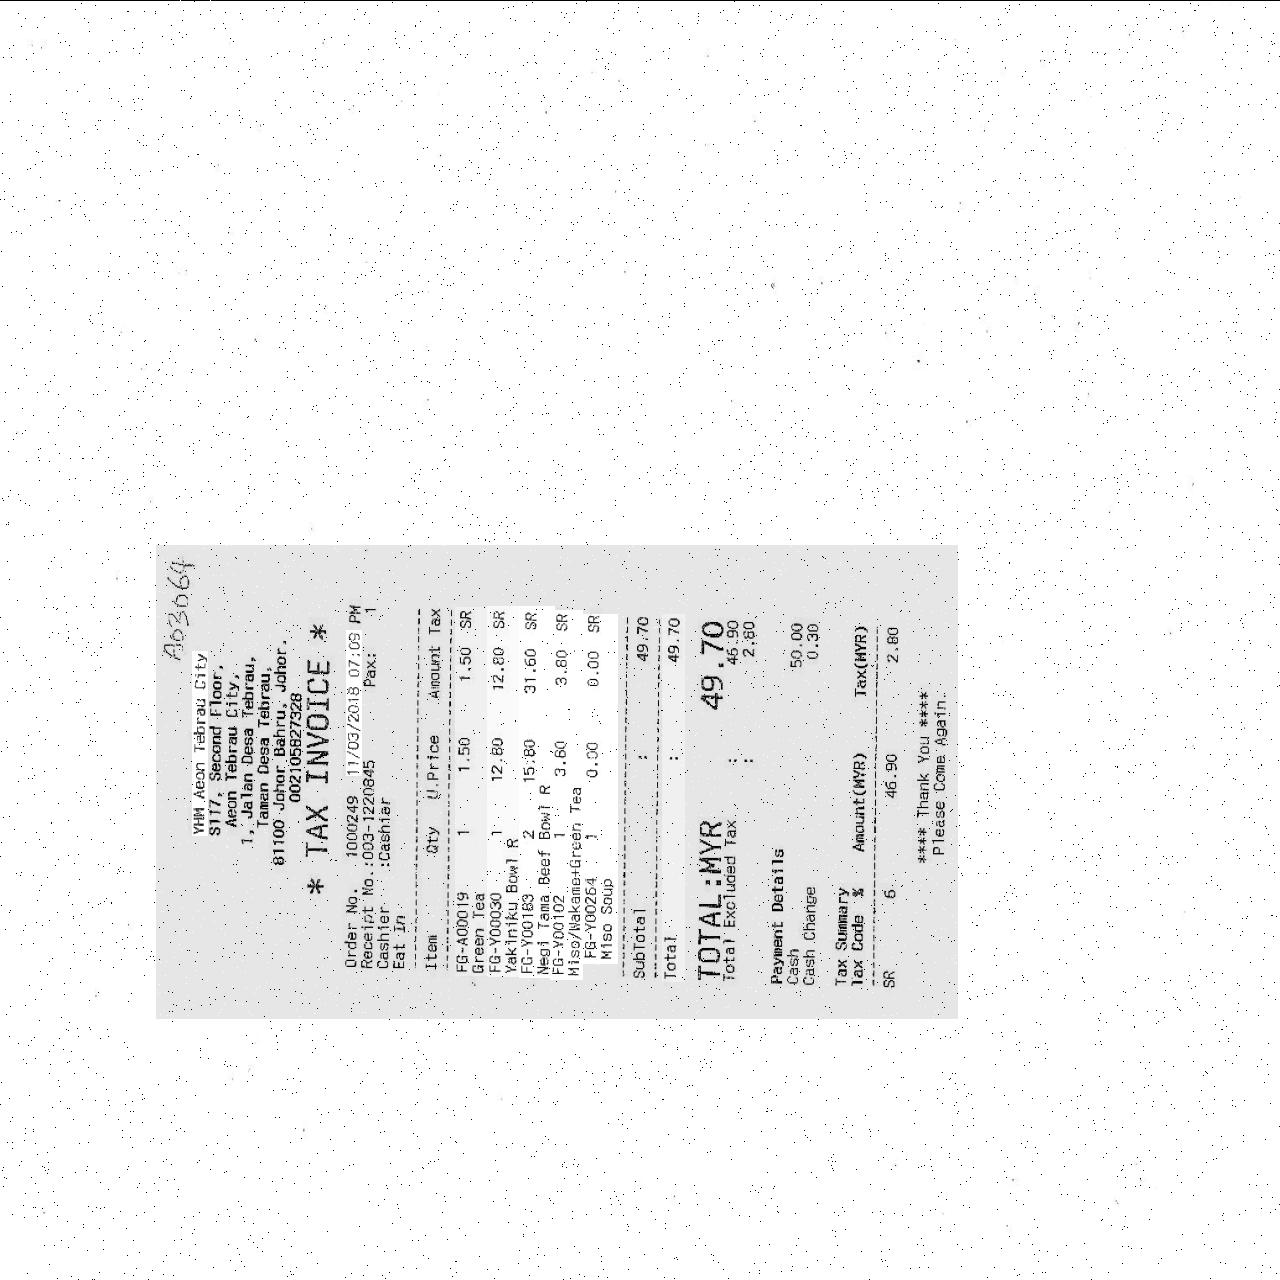 A03064
YHM Aeon Tebrau City
S117, Second Floor,
Aeon Tebrau City,
1, Jalan Desa Tebrau,
Taman Desa Tebrau,
81100 Johor Bahru, Johor.
002105827328
* TAX INVOICE *
Order No. 1000249 11/03/2018 07:09 PM
Receipt No.:003-1220845 Pax.: 1
Cashier :Cashier
Eat In
Item Qty U.Price Amount Tax
FG-A00019 1 1.50 1.50 SR
Green Tea
FG-Y00030 1 12.80 12.80 SR
Yakiniku Bowl R
FG-Y00183 2 15.80 31.60 SR
Negi Tama Beef Bowl R
FG-Y00102 1 3.80 3.80 SR
Miso/Wakame+Green Tea
FG-Y00264 1 0.00 0.00 SR
Miso Soup
SubTotal : 49.70
Total : 49.70
TOTAL:MYR 49.70
Total Excluded Tax : 46.90
: 2.80
Payment Details
Cash 50.00
Cash Change 0.30
Tax Summary
Tax Code % Amount(MYR) Tax(MYR)
SR 6 46.90 2.80
**** Thank You ****
Please Come Again.